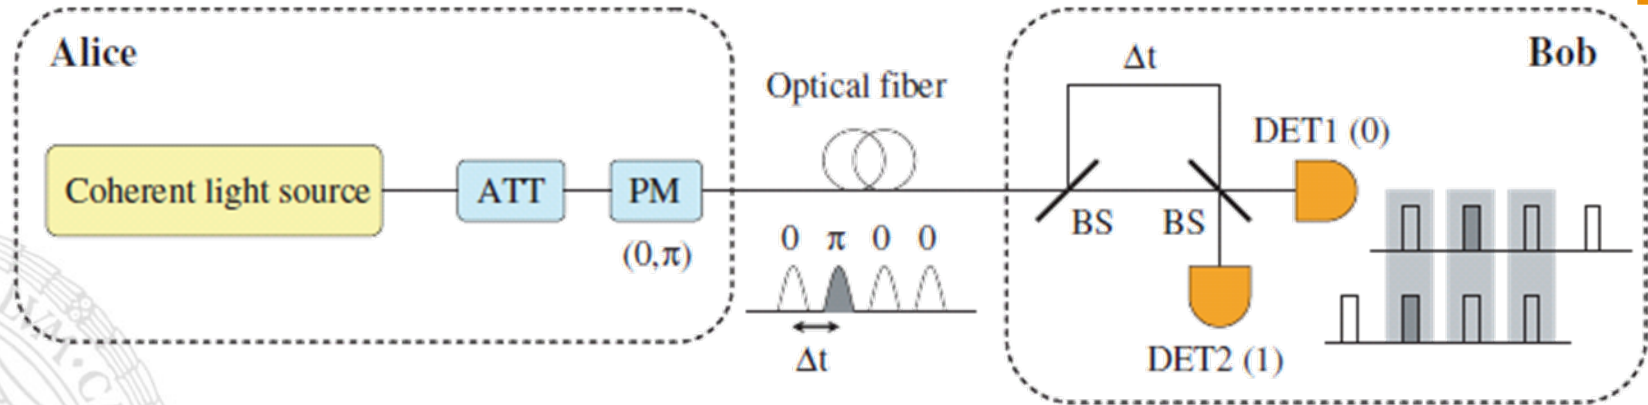 Alice
Coherent light source
ATT
PM
(0,π)
Optical fiber
0 π 0 0
Δt
Bob
Δt
BS
BS
DET1 (0)
DET2 (1)